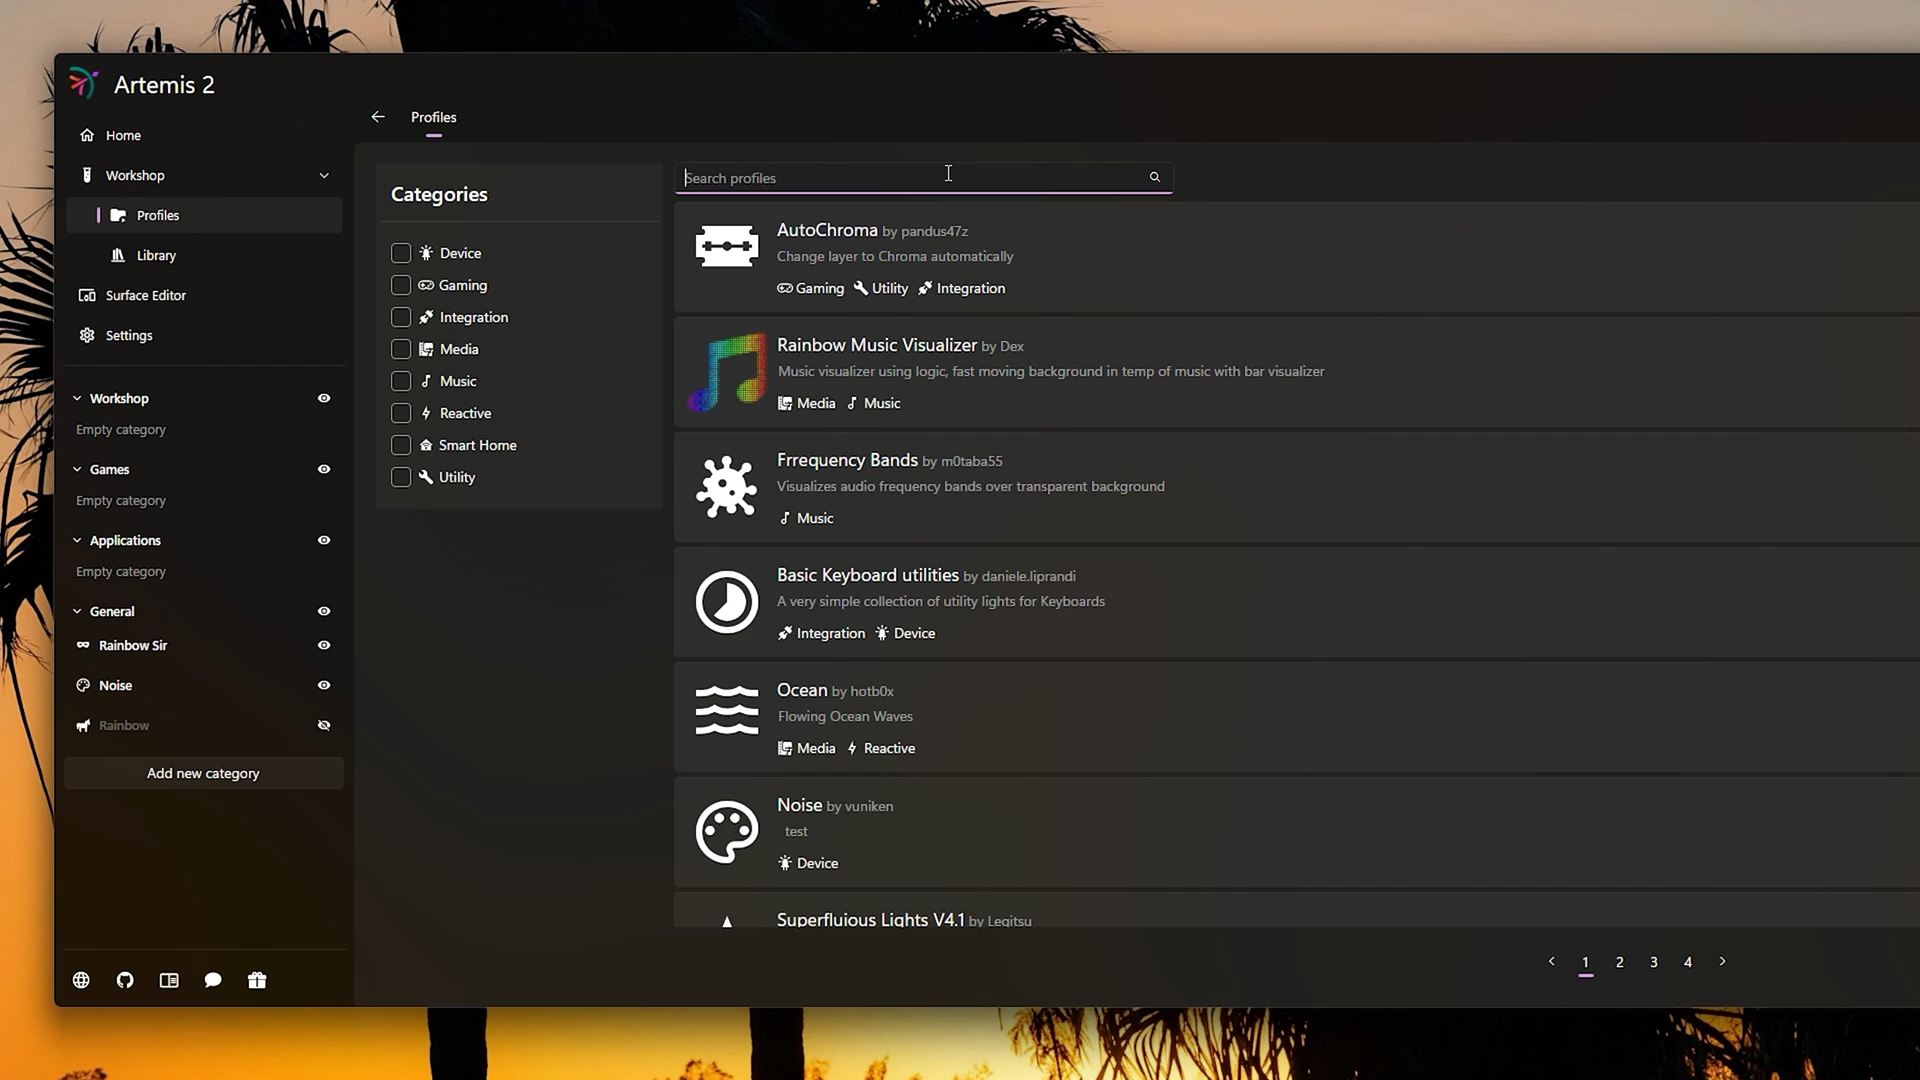 Artemis 2
Home
Workshop
Profiles
Library
Surface Editor
Settings
Workshop
Empty category
Games
Empty category
Applications
Empty category
General
Rainbow Sir
Noise
Rainbow
Add new category
Profiles
Categories
Device
Gaming
Integration
Media
Music
Reactive
Smart Home
Utility
Search profiles
AutoChroma by pandus47z
Change layer to Chroma automatically
Gaming Utility Integration
Rainbow Music Visualizer by Dex
Music visualizer using logic, fast moving background in temp of music with bar visualizer
Media Music
Frrequency Bands by m0taba55
Visualizes audio frequency bands over transparent background
Music
Basic Keyboard utilities by daniele.liprandi
A very simple collection of utility lights for Keyboards
Integration Device
Ocean by hotb0x
Flowing Ocean Waves
Media Reactive
Noise by vuniken
test
Device
Superfluious Lights V4.1 by Legitsu
1 2 3 4